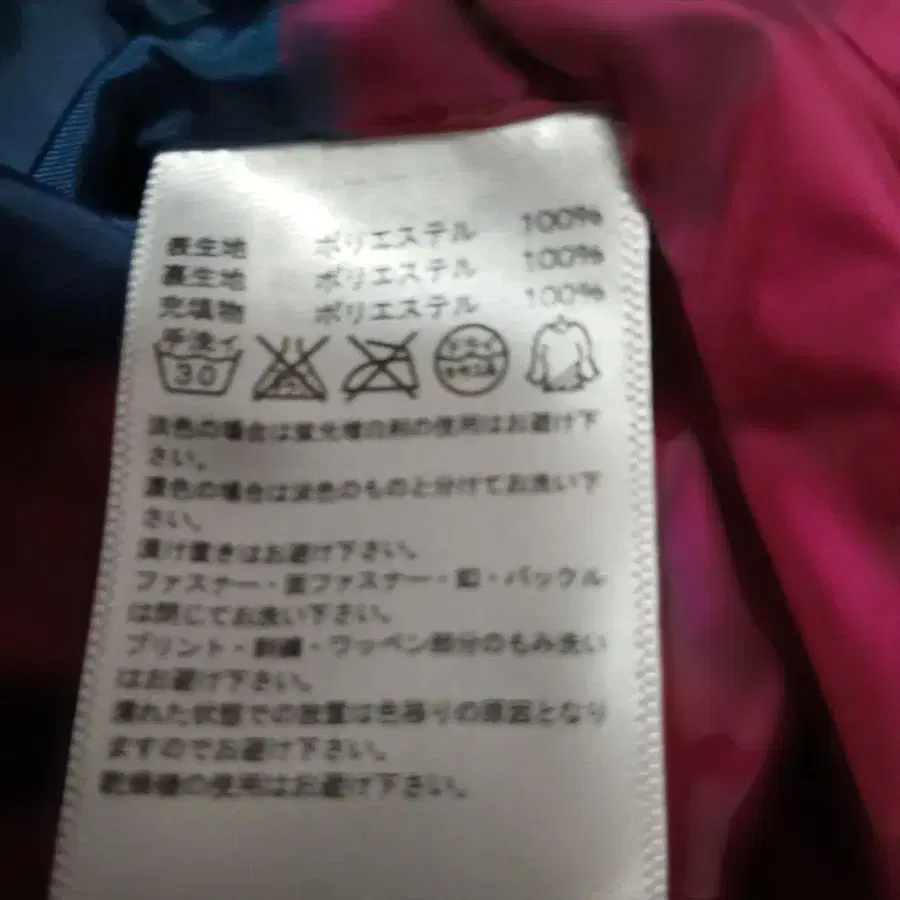 表生地 ポリエステル 100%
裏生地 ポリエステル 100%
充填物 ポリエステル 100%
手洗イ
30
淡色の場合は蛍光増白剤の使用はお避け下
さい。
濃色の場合は淡色のものと分けてお洗い下
さい。
漬け置きはお避け下さい。
ファスナー・面ファスナー・釦・バックル
は閉じてお洗い下さい。
プリント・刺繍・ワッペン部分のもみ洗い
はお避け下さい。
濡れた状態での放置は色移りの原因となり
ますのでお避け下さい。
乾燥機の使用はお避け下さい。